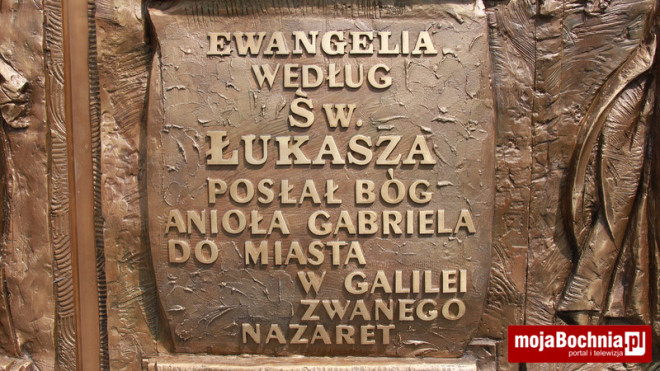 EWANGELIA
WEDŁUG
ŚW.
ŁUKASZA
POSŁAŁ BÓG
ANIOŁA GABRIELA
DO MIASTA
W GALILEI
ZWANEGO
NAZARET
mojaBochnia.pl
portal i telewizja